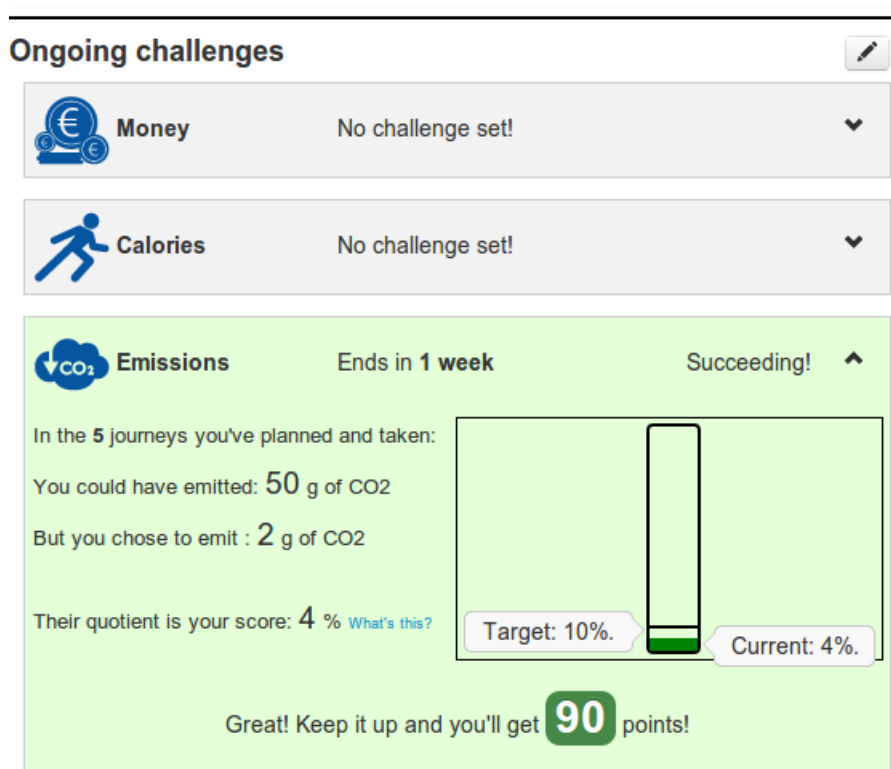 Ongoing challenges
€ € € Money No challenge set!
Calories No challenge set!
CO₂ Emissions Ends in 1 week Succeeding!
In the 5 journeys you've planned and taken:
You could have emitted: 50 g of CO2
But you chose to emit : 2 g of CO2
Their quotient is your score: 4 % What's this?
Target: 10%.
Current: 4%.
Great! Keep it up and you'll get 90 points!